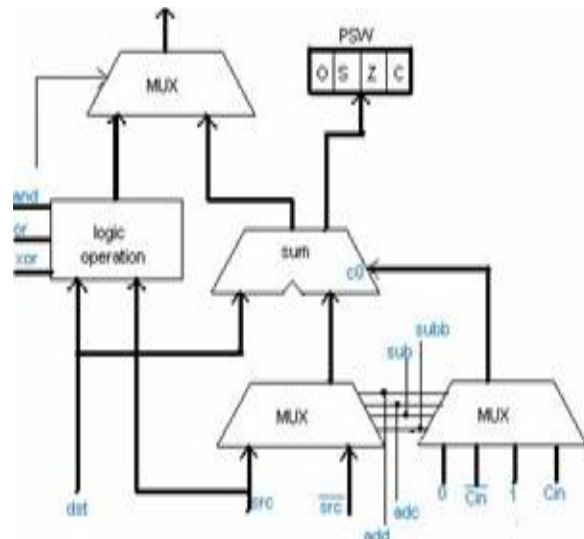 PSW
O S Z C
MUX
and
or
xor
logic
operation
sum
c0
subb
sub
MUX
MUX
0 Cin 1 Cin
dst
src
src
adc
add